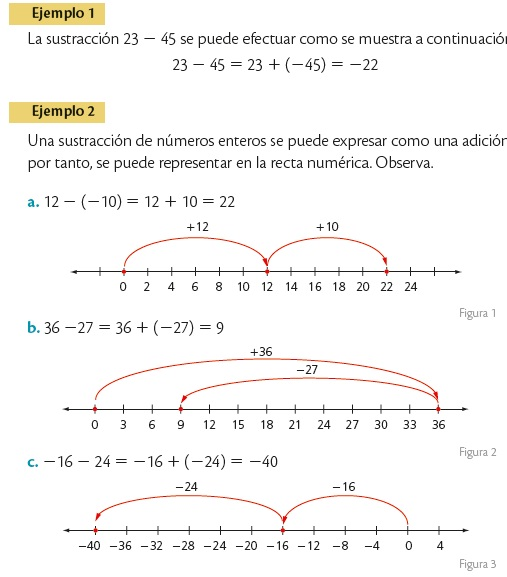 Ejemplo 1
La sustracción 23 − 45 se puede efectuar como se muestra a continuación
23 − 45 = 23 + (−45) = −22
Ejemplo 2
Una sustracción de números enteros se puede expresar como una adición
por tanto, se puede representar en la recta numérica. Observa.
a. 12 − (−10) = 12 + 10 = 22
+12 +10
0 2 4 6 8 10 12 14 16 18 20 22 24
Figura 1
b. 36 −27 = 36 + (−27) = 9
+36
−27
0 3 6 9 12 15 18 21 24 27 30 33 36
Figura 2
c. −16 − 24 = −16 + (−24) = −40
−24 −16
−40 −36 −32 −28 −24 −20 −16 −12 −8 −4 0 4
Figura 3